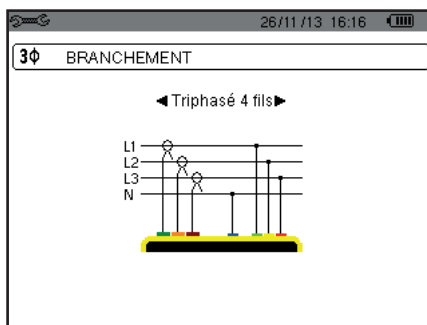 26/11/13 16:16
3Φ BRANCHEMENT
◄Triphasé 4 fils►
L1
L2
L3
N